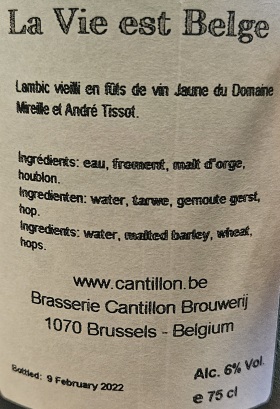 La Vie est Belge
Lambic vieilli en fûts de vin Jaune du Domaine
Mireille et André Tissot.
Ingrédients: eau, froment, malt d'orge,
houblon.
Ingredienten: water, tarwe, gemoute gerst,
hop.
Ingredients: water, malted barley, wheat,
hops.
www.cantillon.be
Brasserie Cantillon Brouwerij
1070 Brussels - Belgium
Bottled: 9 February 2022
Alc. 6% Vol.
e 75 cl